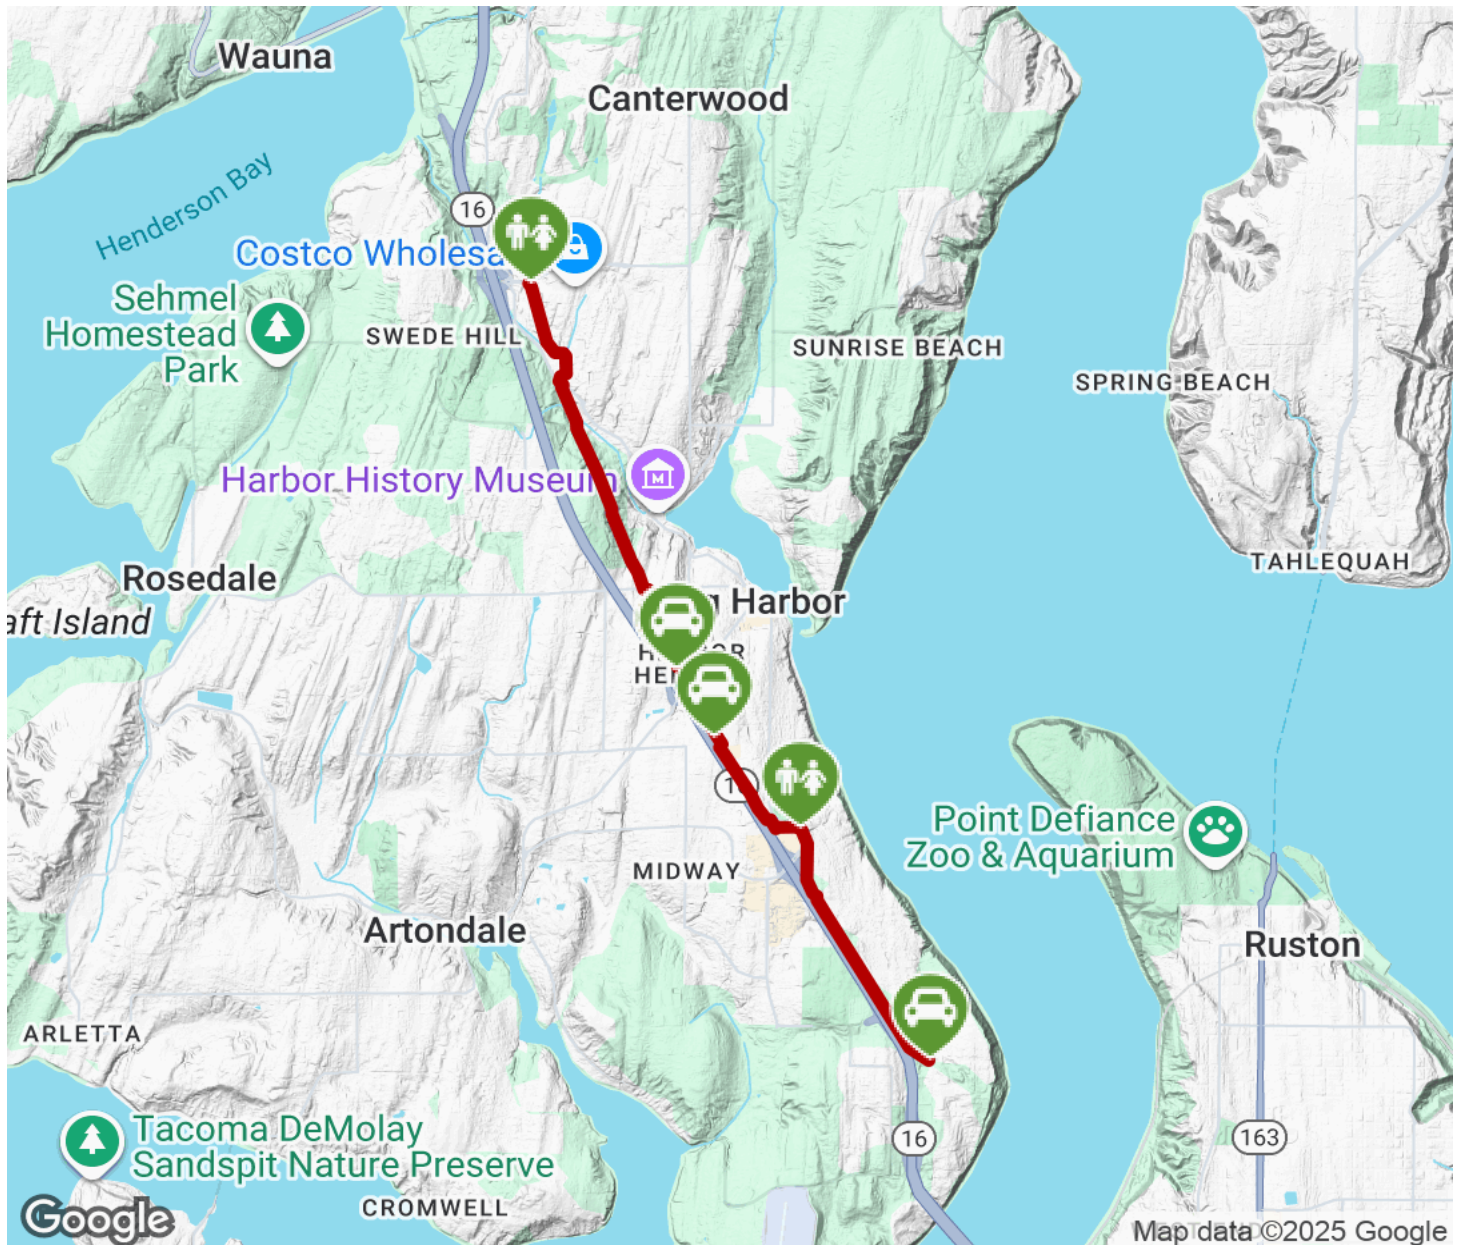 Wauna
Canterwood
Henderson Bay
16
Costco Wholesa
Sehmel
Homestead
Park
SWEDE HILL
SUNRISE BEACH
SPRING BEACH
Harbor History Museum
M
TAHLEQUAH
Rosedale
aft Island
g Harbor
Point Defiance
Zoo & Aquarium
MIDWAY
Artondale
Ruston
ARLETTA
Tacoma DeMolay
Sandspit Nature Preserve
16
163
CROMWELL
Google
Map data ©2025 Google